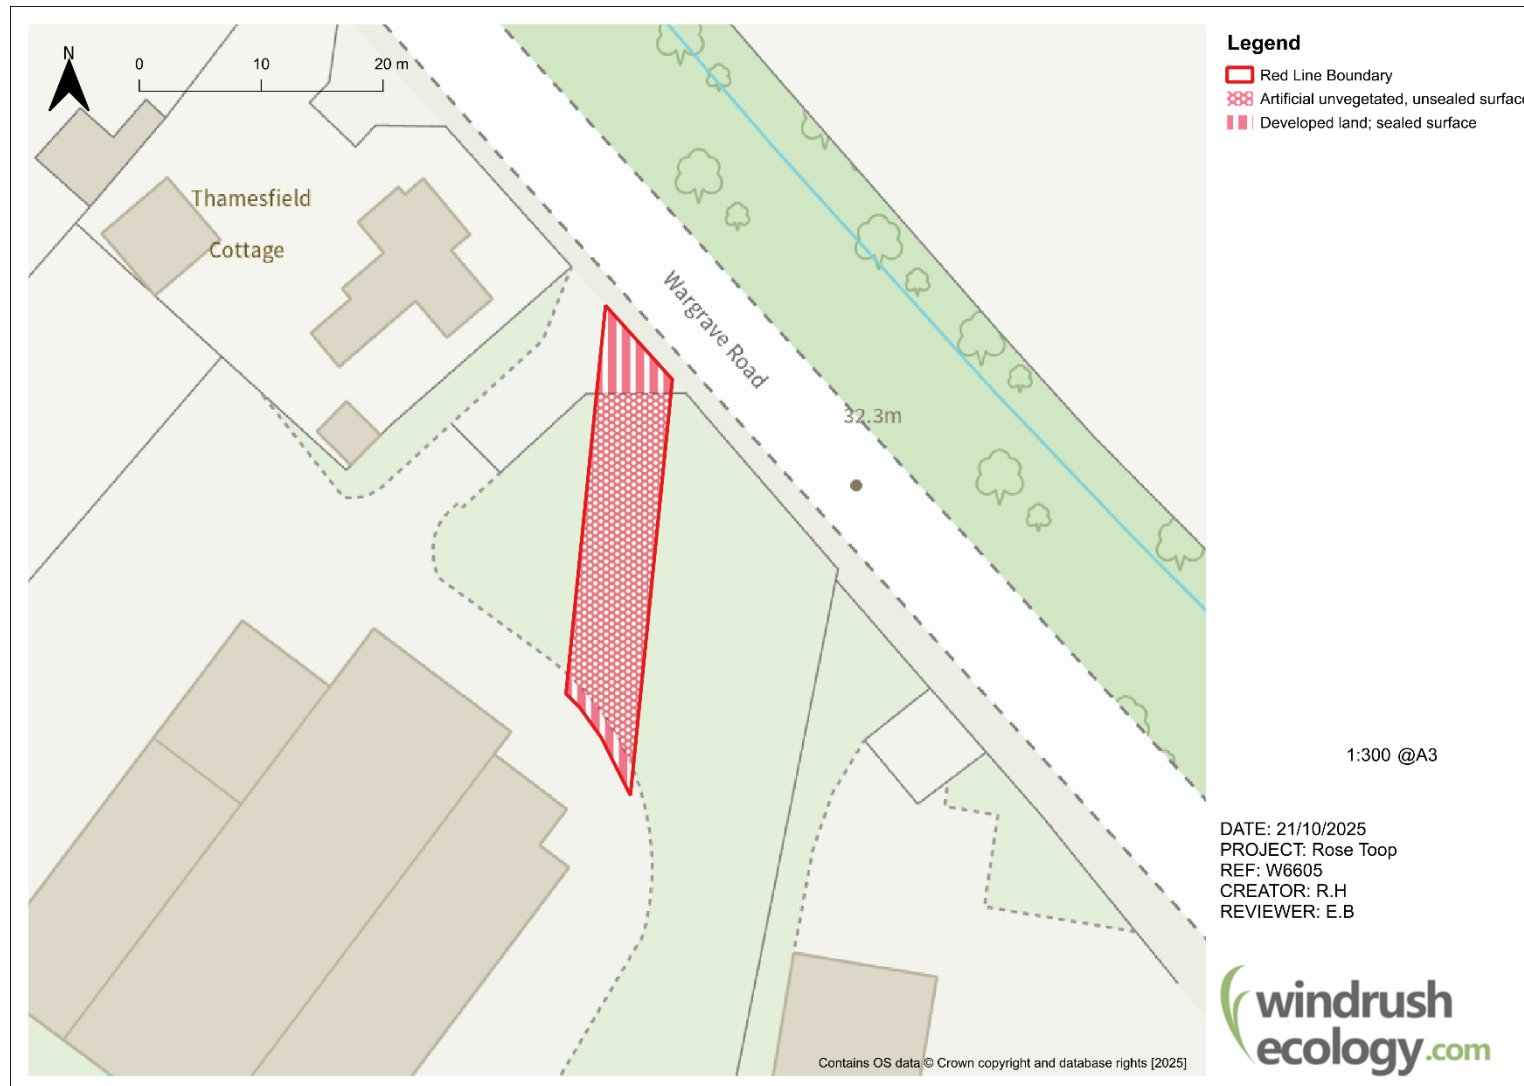 N
0 10 20 m
Thamesfield
Cottage
Wargrave Road
32.3m
Contains OS data © Crown copyright and database rights [2025]
Legend
Red Line Boundary
Artificial unvegetated, unsealed surface
Developed land; sealed surface
1:300 @A3
DATE: 21/10/2025
PROJECT: Rose Toop
REF: W6605
CREATOR: R.H
REVIEWER: E.B
windrush
ecology.com